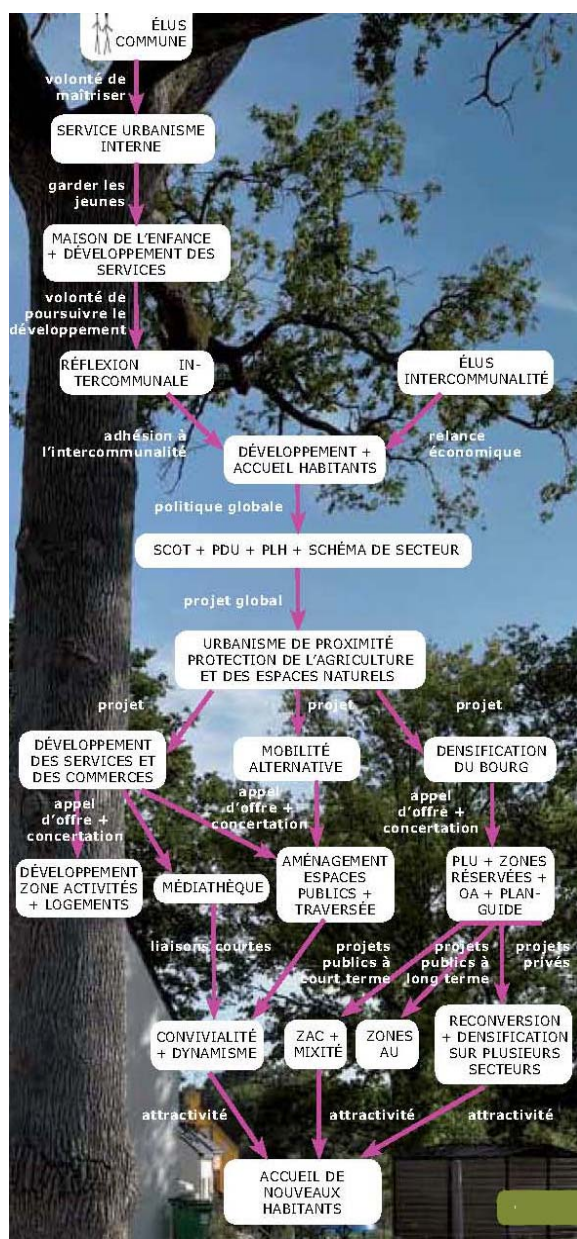 ÉLUS
COMMUNE
volonté de
maîtriser
SERVICE URBANISME
INTERNE
garder les
jeunes
MAISON DE L'ENFANCE
+ DÉVELOPPEMENT DES
SERVICES
volonté de
poursuivre le
développement
RÉFLEXION IN-
TERCOMMUNALE
ÉLUS
INTERCOMMUNALITÉ
adhésion à
l'intercommunalité
relance
économique
DÉVELOPPEMENT +
ACCUEIL HABITANTS
politique globale
SCOT + PDU + PLH + SCHÉMA DE SECTEUR
projet global
URBANISME DE PROXIMITÉ
PROTECTION DE L'AGRICULTURE
ET DES ESPACES NATURELS
projet
projet
projet
DÉVELOPPEMENT
DES SERVICES ET
DES COMMERCES
MOBILITÉ
ALTERNATIVE
DENSIFICATION
DU BOURG
appel
d'offre +
concertation
appel
d'offre +
concertation
appel
d'offre +
concertation
DÉVELOPPEMENT
ZONE ACTIVITÉS
+ LOGEMENTS
MÉDIATHÈQUE
AMÉNAGEMENT
ESPACES
PUBLICS +
TRAVERSÉE
PLU + ZONES
RÉSERVÉES +
OA + PLAN-
GUIDE
liaisons courtes
projets
publics à
court terme
projets
publics à
long terme
projets
privés
CONVIVIALITÉ
+ DYNAMISME
ZAC +
MIXITÉ
ZONES
AU
RECONVERSION
+ DENSIFICATION
SUR PLUSIEURS
SECTEURS
attractivité
attractivité
attractivité
ACCUEIL DE
NOUVEAUX
HABITANTS